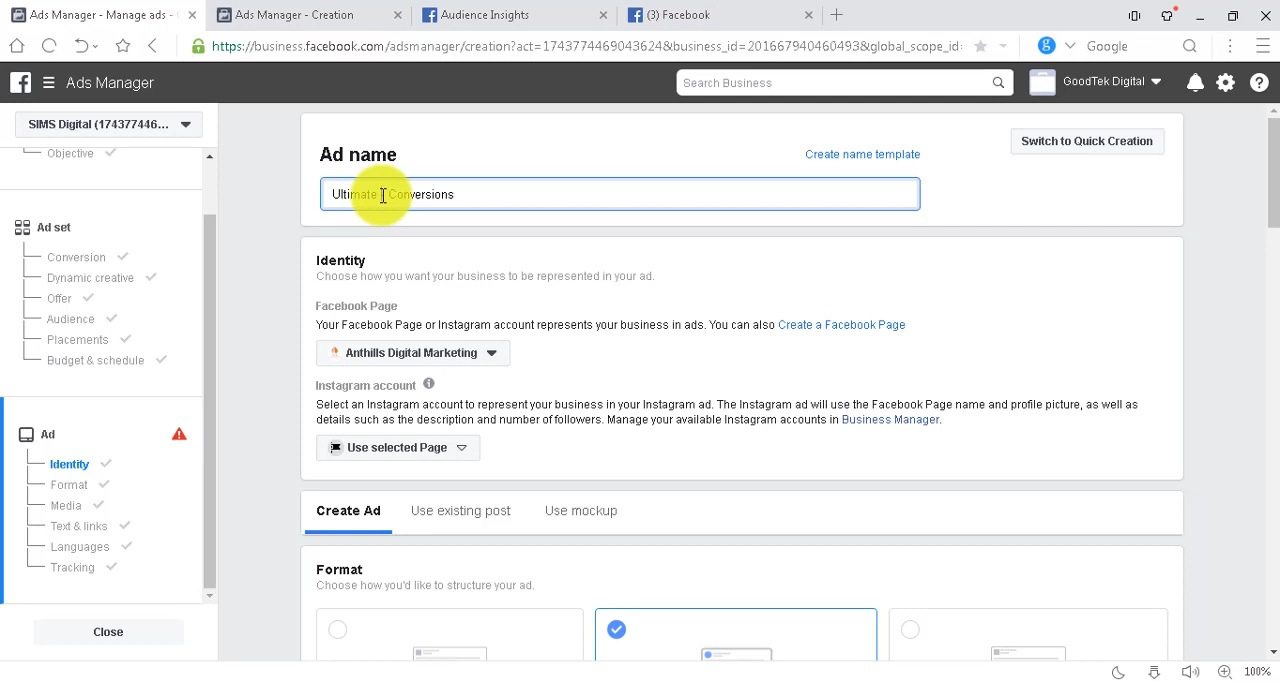 Ads Manager - Manage ads -
Ads Manager - Creation
Audience Insights
(3) Facebook
https://business.facebook.com/adsmanager/creation?act=1743774469043624&business_id=201667940460493&global_scope_id=
Google
Ads Manager
Search Business
GoodTek Digital
SIMS Digital (174377446...
Objective
Ad set
Conversion
Dynamic creative
Offer
Audience
Placements
Budget & schedule
Ad
Identity
Format
Media
Text & links
Languages
Tracking
Close
Ad name
Create name template
Switch to Quick Creation
Ultimate Conversions
Identity
Choose how you want your business to be represented in your ad.
Facebook Page
Your Facebook Page or Instagram account represents your business in ads. You can also Create a Facebook Page
Anthills Digital Marketing
Instagram account
Select an Instagram account to represent your business in your Instagram ad. The Instagram ad will use the Facebook Page name and profile picture, as well as
details such as the description and number of followers. Manage your available Instagram accounts in Business Manager.
Use selected Page
Create Ad
Use existing post
Use mockup
Format
Choose how you'd like to structure your ad.
100%